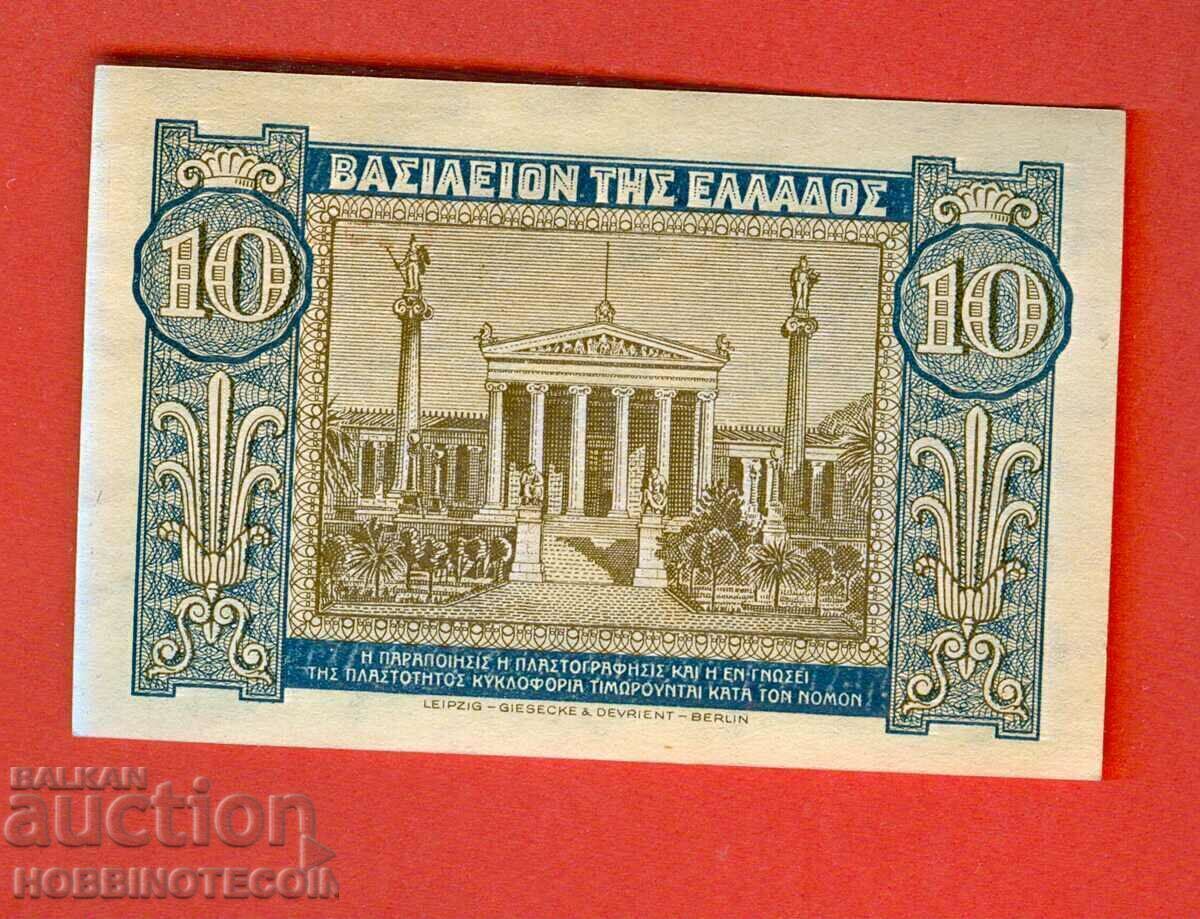 ΒΑΣΙΛΕΙΟΝ ΤΗΣ ΕΛΛΑΔΟΣ
10 10
Η ΠΑΡΑΠΟΙΗΣΙΣ Η ΠΛΑΣΤΟΓΡΑΦΗΣΙΣ ΚΑΙ Η ΕΝ ΓΝΩΣΕΙ
ΤΗΣ ΠΛΑΣΤΟΤΗΤΟΣ ΚΥΚΛΟΦΟΡΙΑ ΤΙΜΩΡΟΥΝΤΑΙ ΚΑΤΑ ΤΟΝ ΝΟΜΟΝ
LEIPZIG – GIESECKE & DEVRIENT – BERLIN
BALKAN
auction
HOBBINOTECOIN